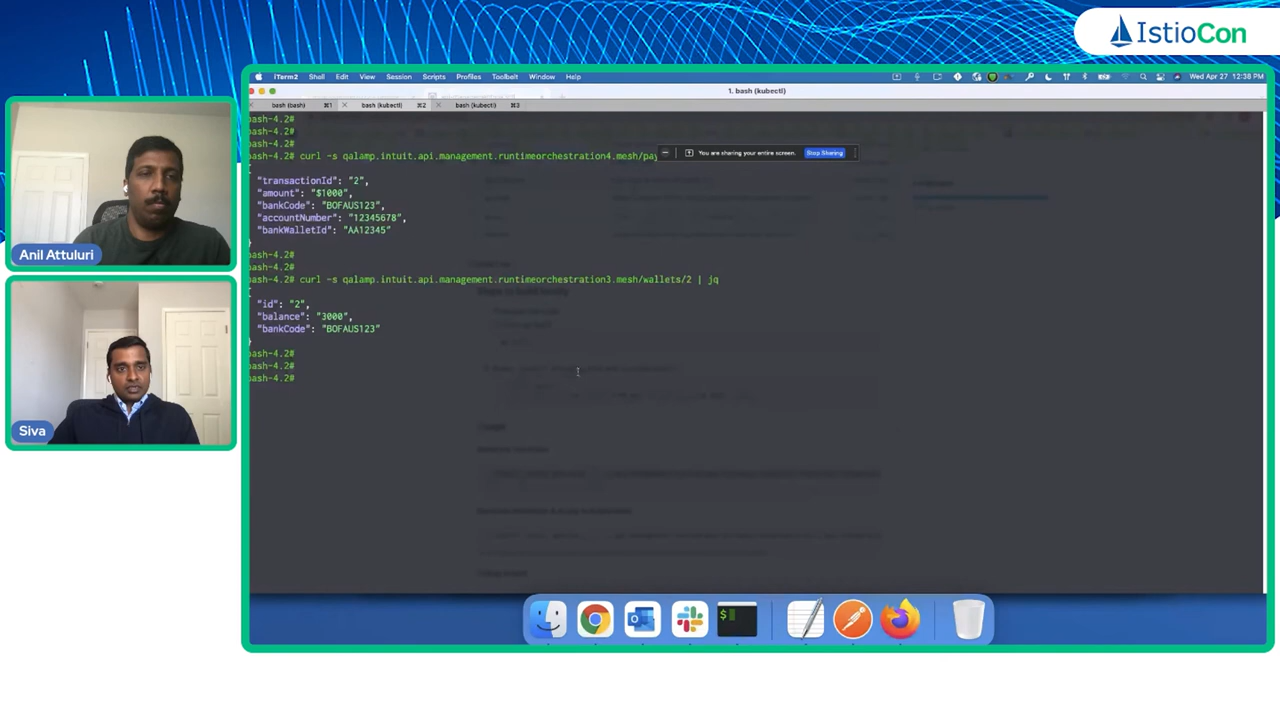 IstioCon
iTerm2 Shell Edit View Session Scripts Profiles Toolbelt Window Help
Wed Apr 27 12:38 PM
1. bash (kubectl)
bash (bash) ⌘1 bash (kubectl) ⌘2 bash (kubectl) ⌘3
bash-4.2#
bash-4.2#
bash-4.2#
bash-4.2# curl -s qalamp.intuit.api.management.runtimeorchestration4.mesh/pay
You are sharing your entire screen. Stop Sharing
{
"transactionId": "2",
"amount": "$1000",
"bankCode": "BOFAUS123",
"accountNumber": "12345678",
"bankWalletId": "AA12345"
}
bash-4.2#
bash-4.2#
bash-4.2# curl -s qalamp.intuit.api.management.runtimeorchestration3.mesh/wallets/2 | jq
{
"id": "2",
"balance": "3000",
"bankCode": "BOFAUS123"
}
bash-4.2#
bash-4.2#
bash-4.2#
Anil Attuluri
Siva